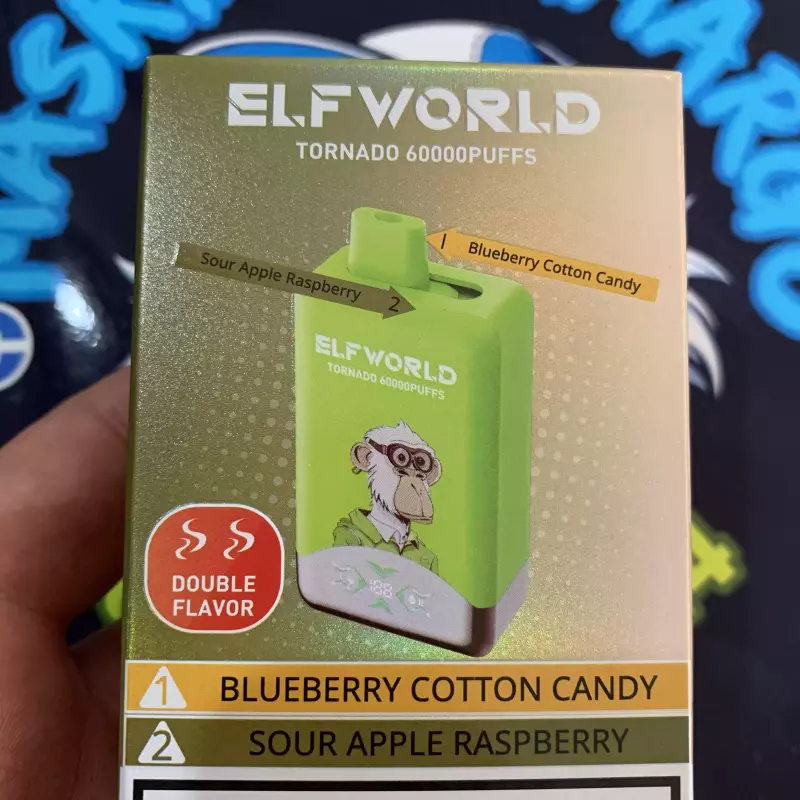 ELFWORLD
TORNADO 60000PUFFS
1 Blueberry Cotton Candy
Sour Apple Raspberry 2
ELFWORLD
TORNADO 60000PUFFS
188
DOUBLE
FLAVOR
1 BLUEBERRY COTTON CANDY
2 SOUR APPLE RASPBERRY